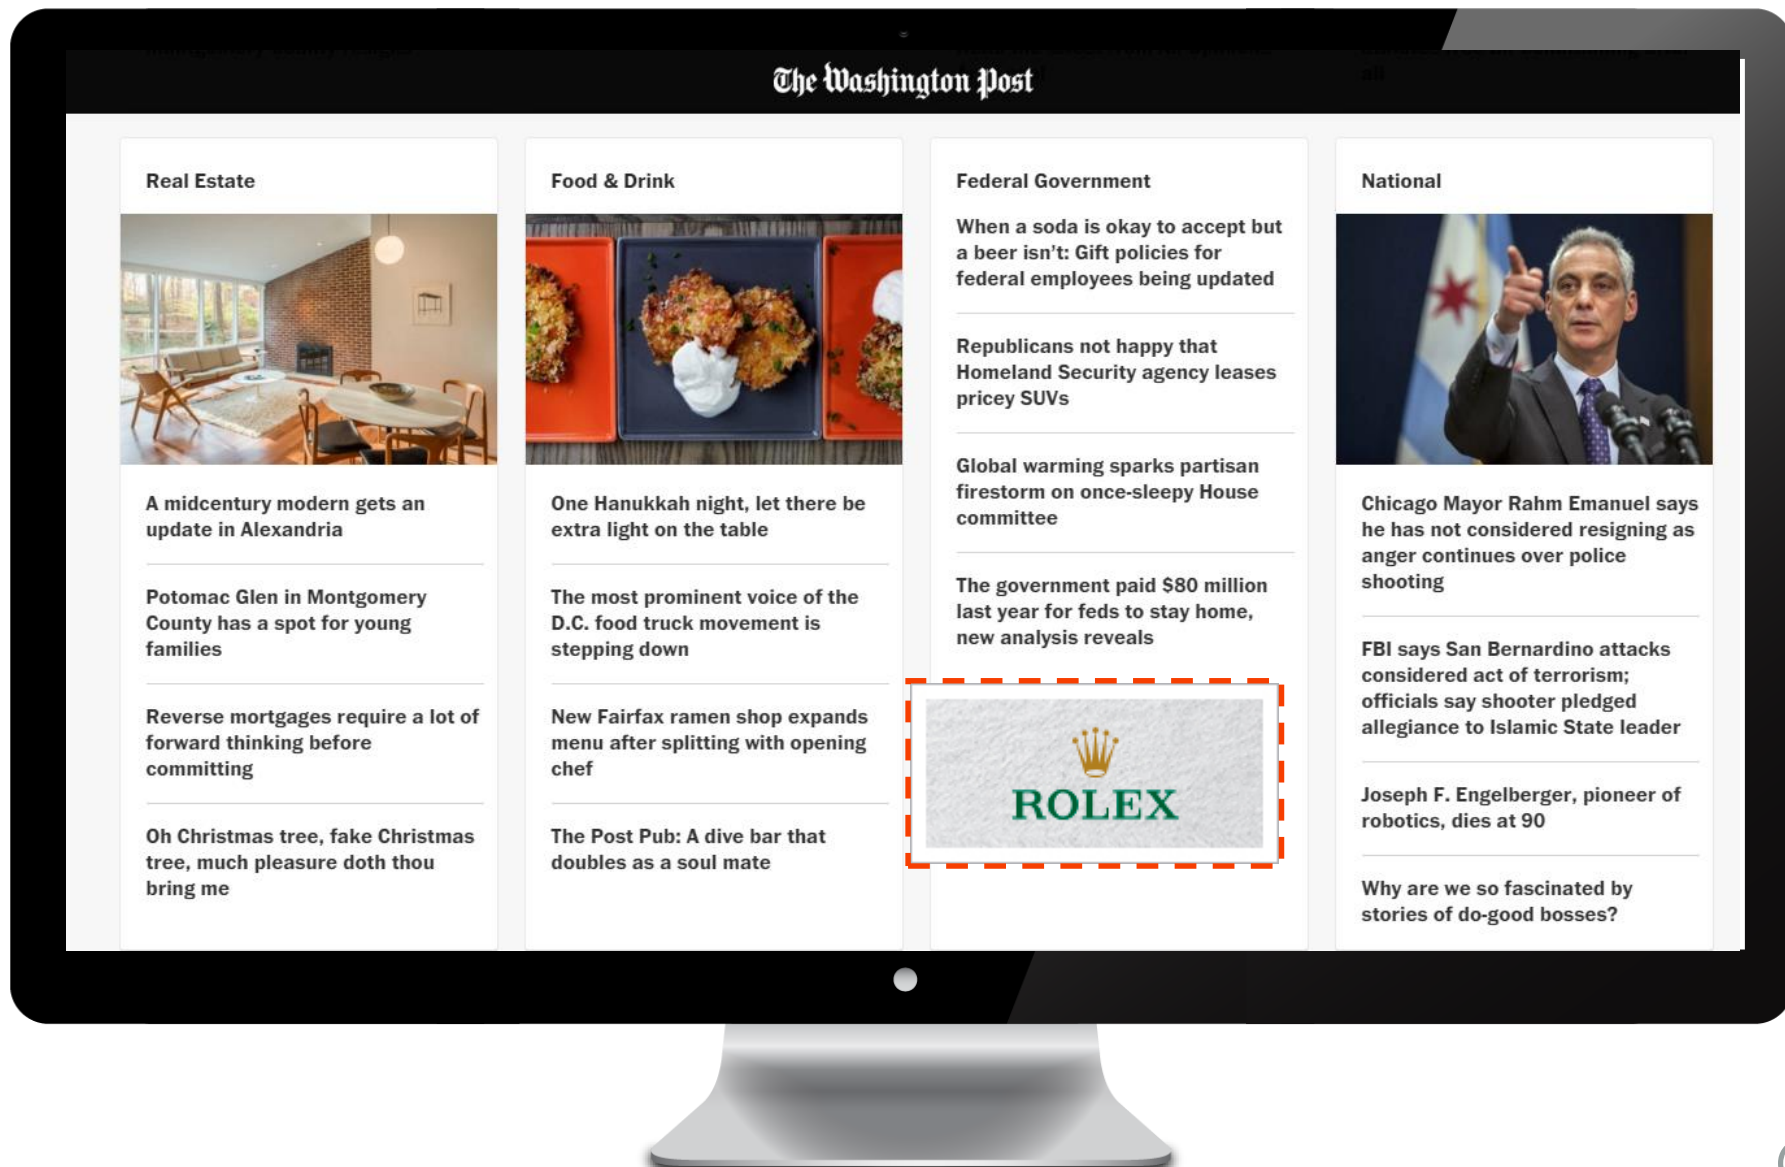 The Washington Post
Real Estate
A midcentury modern gets an
update in Alexandria
Potomac Glen in Montgomery
County has a spot for young
families
Reverse mortgages require a lot of
forward thinking before
committing
Oh Christmas tree, fake Christmas
tree, much pleasure doth thou
bring me
Food & Drink
One Hanukkah night, let there be
extra light on the table
The most prominent voice of the
D.C. food truck movement is
stepping down
New Fairfax ramen shop expands
menu after splitting with opening
chef
The Post Pub: A dive bar that
doubles as a soul mate
Federal Government
When a soda is okay to accept but
a beer isn't: Gift policies for
federal employees being updated
Republicans not happy that
Homeland Security agency leases
pricey SUVs
Global warming sparks partisan
firestorm on once-sleepy House
committee
The government paid $80 million
last year for feds to stay home,
new analysis reveals
ROLEX
National
Chicago Mayor Rahm Emanuel says
he has not considered resigning as
anger continues over police
shooting
FBI says San Bernardino attacks
considered act of terrorism;
officials say shooter pledged
allegiance to Islamic State leader
Joseph F. Engelberger, pioneer of
robotics, dies at 90
Why are we so fascinated by
stories of do-good bosses?